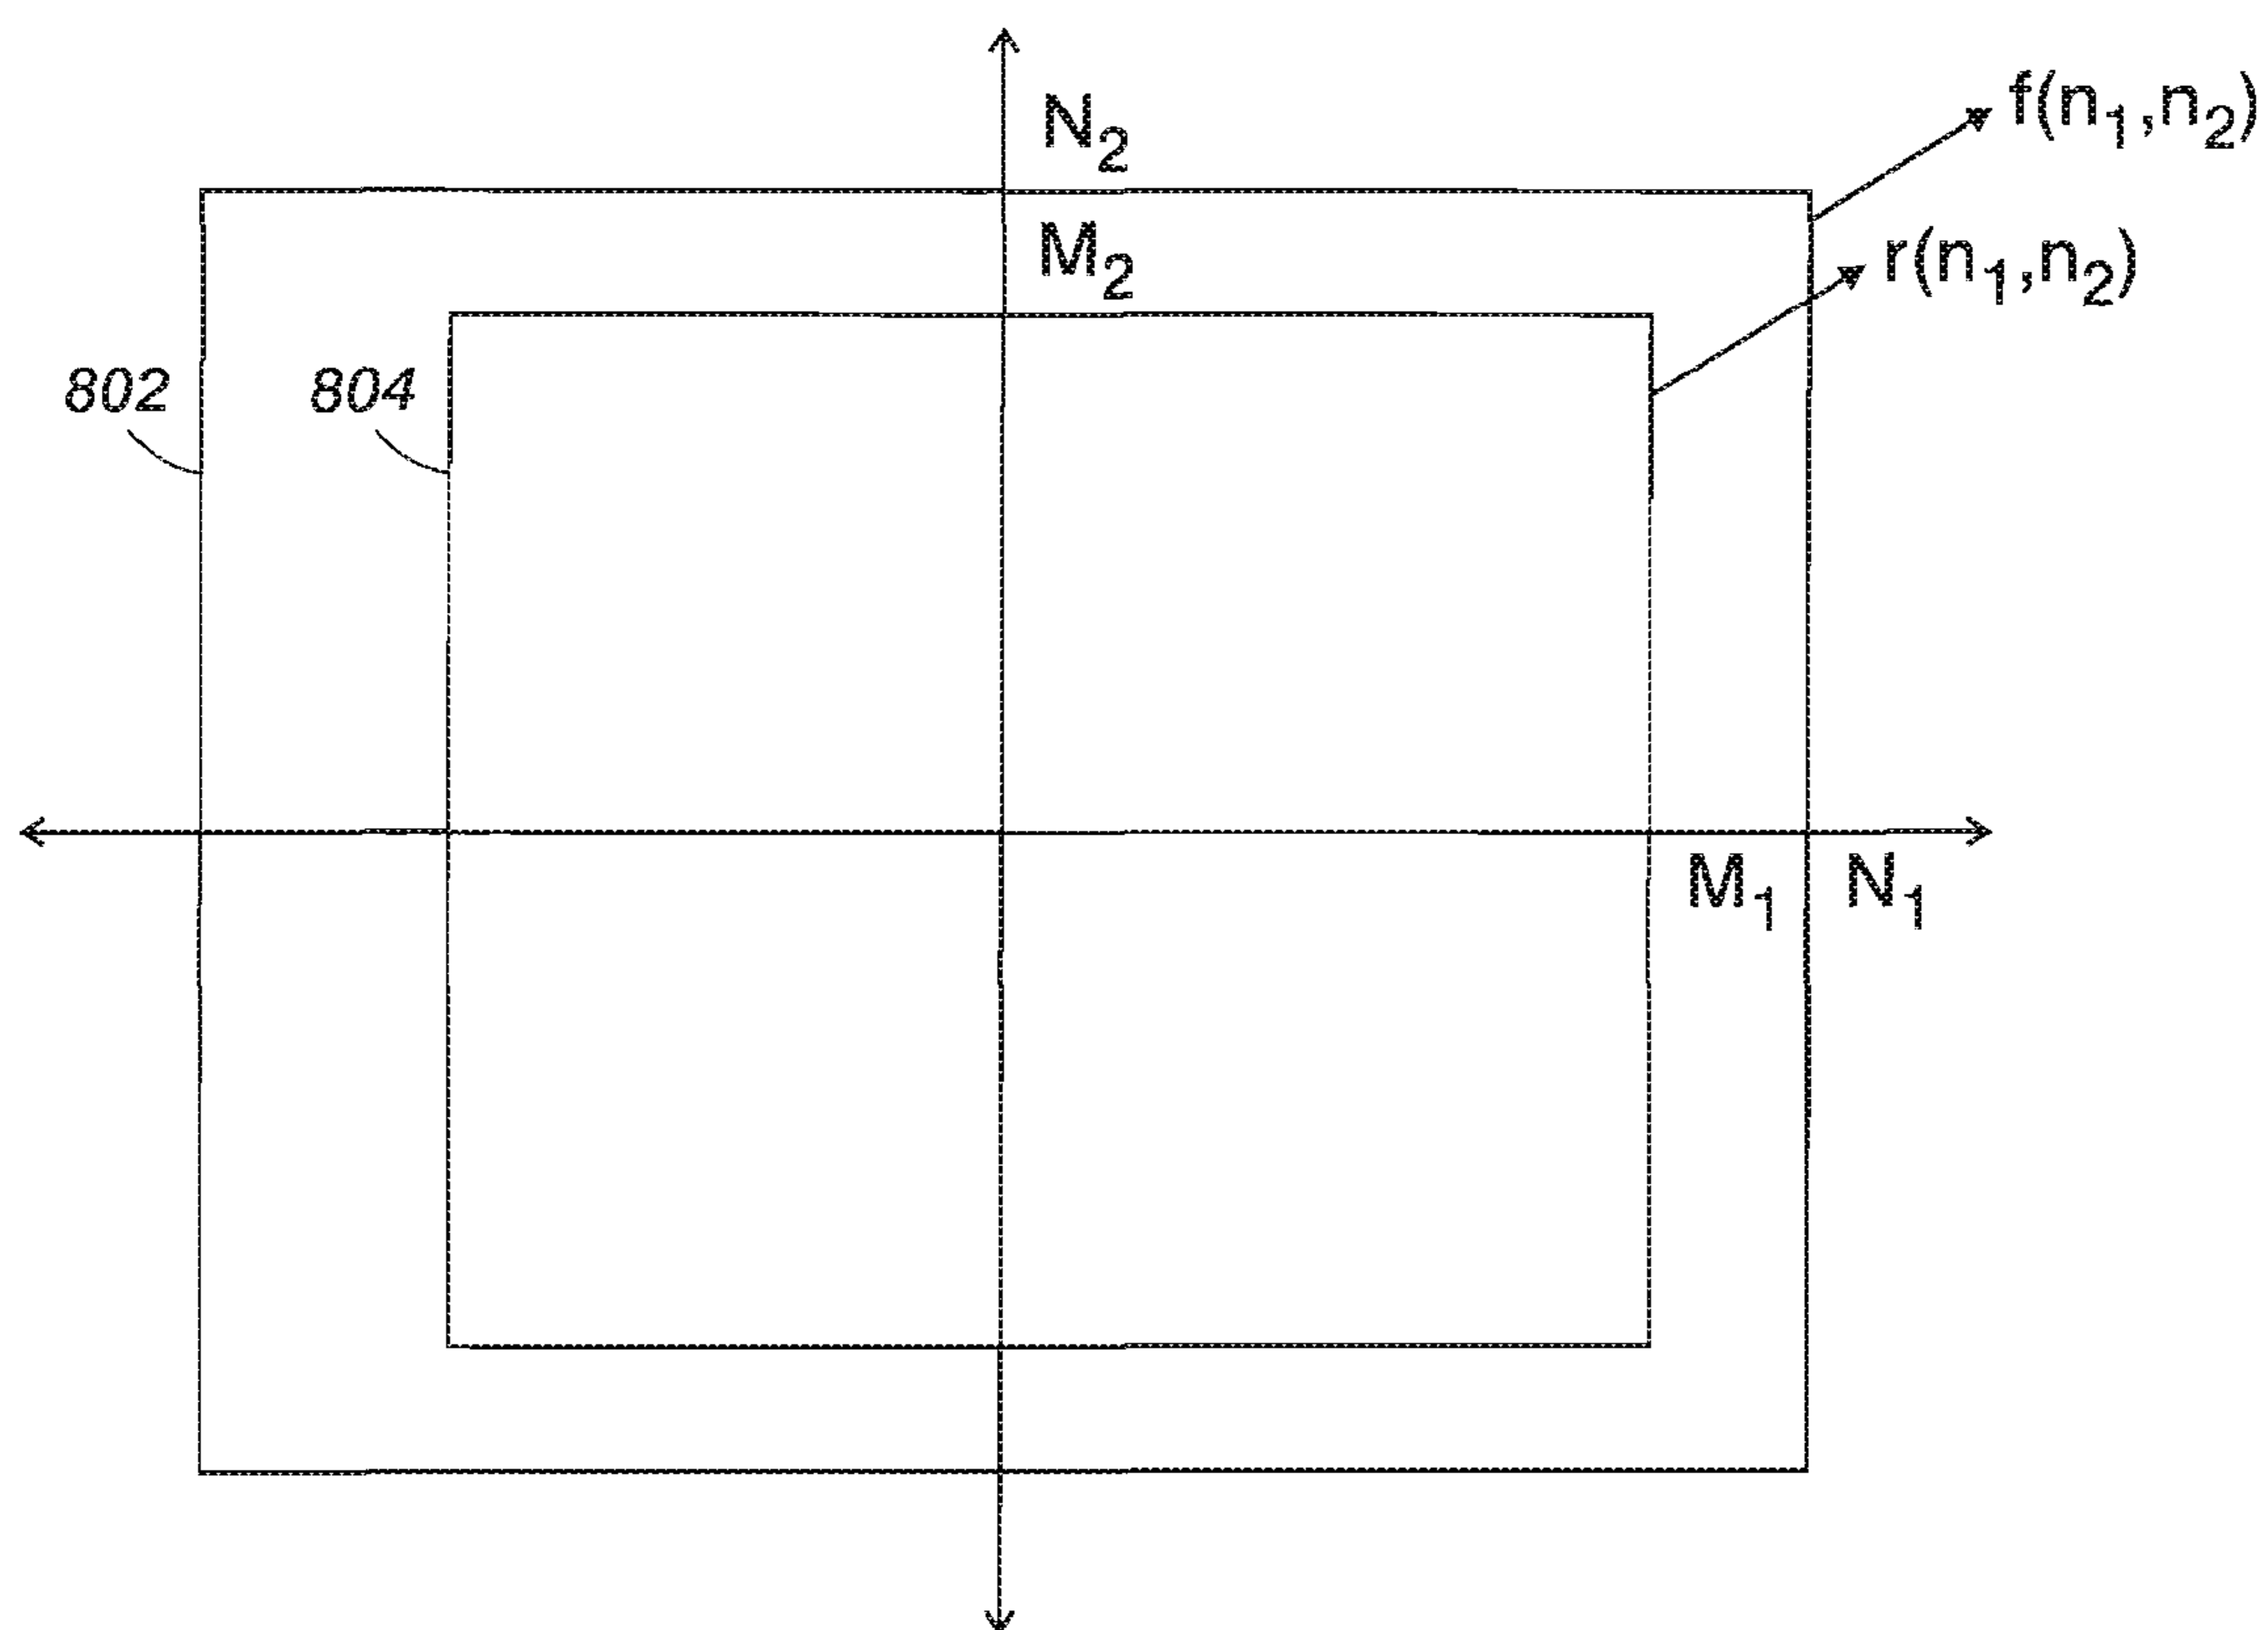 N₂
f(n₁,n₂)
M₂
r(n₁,n₂)
802
804
M₁
N₁